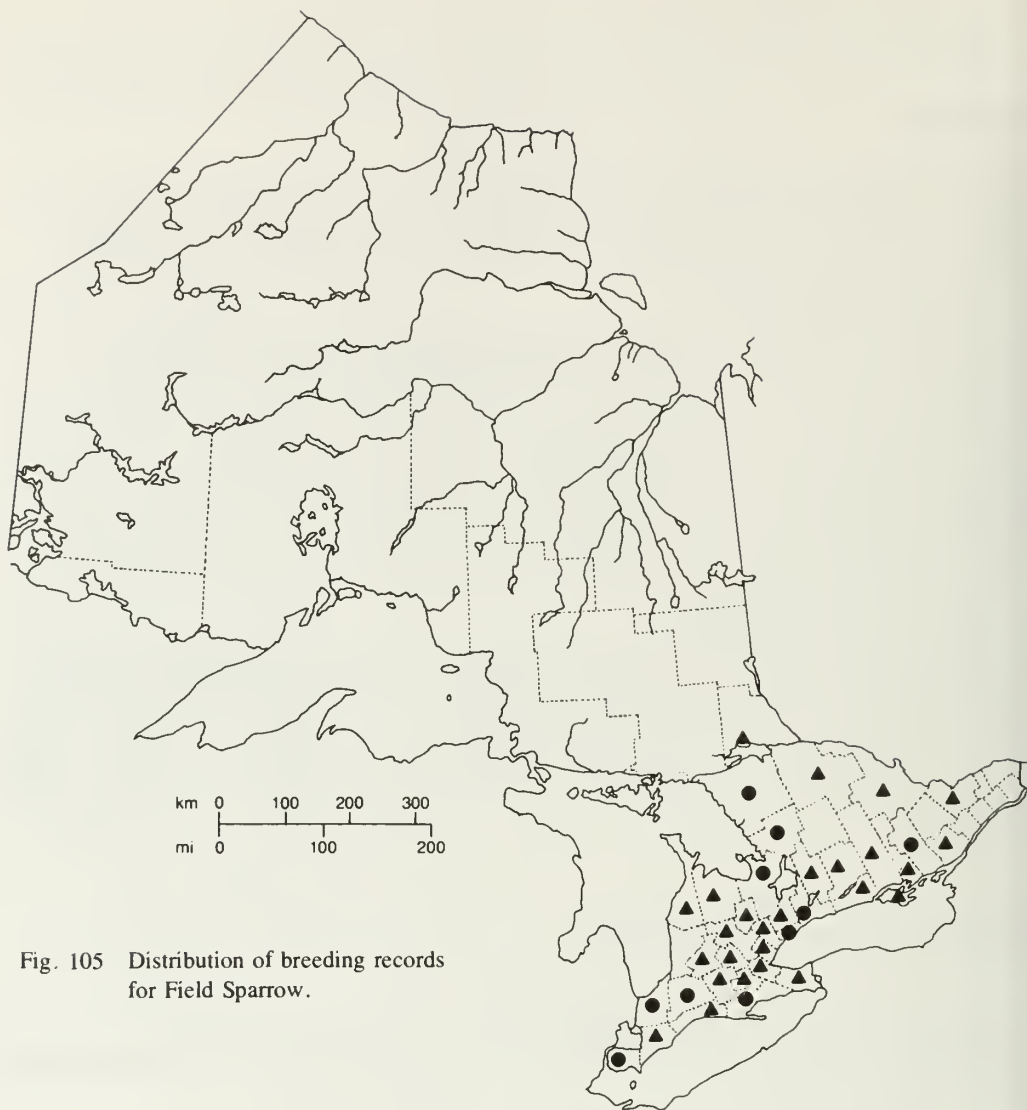 km 0 100 200 300
mi 0 100 200
Fig. 105 Distribution of breeding records
for Field Sparrow.